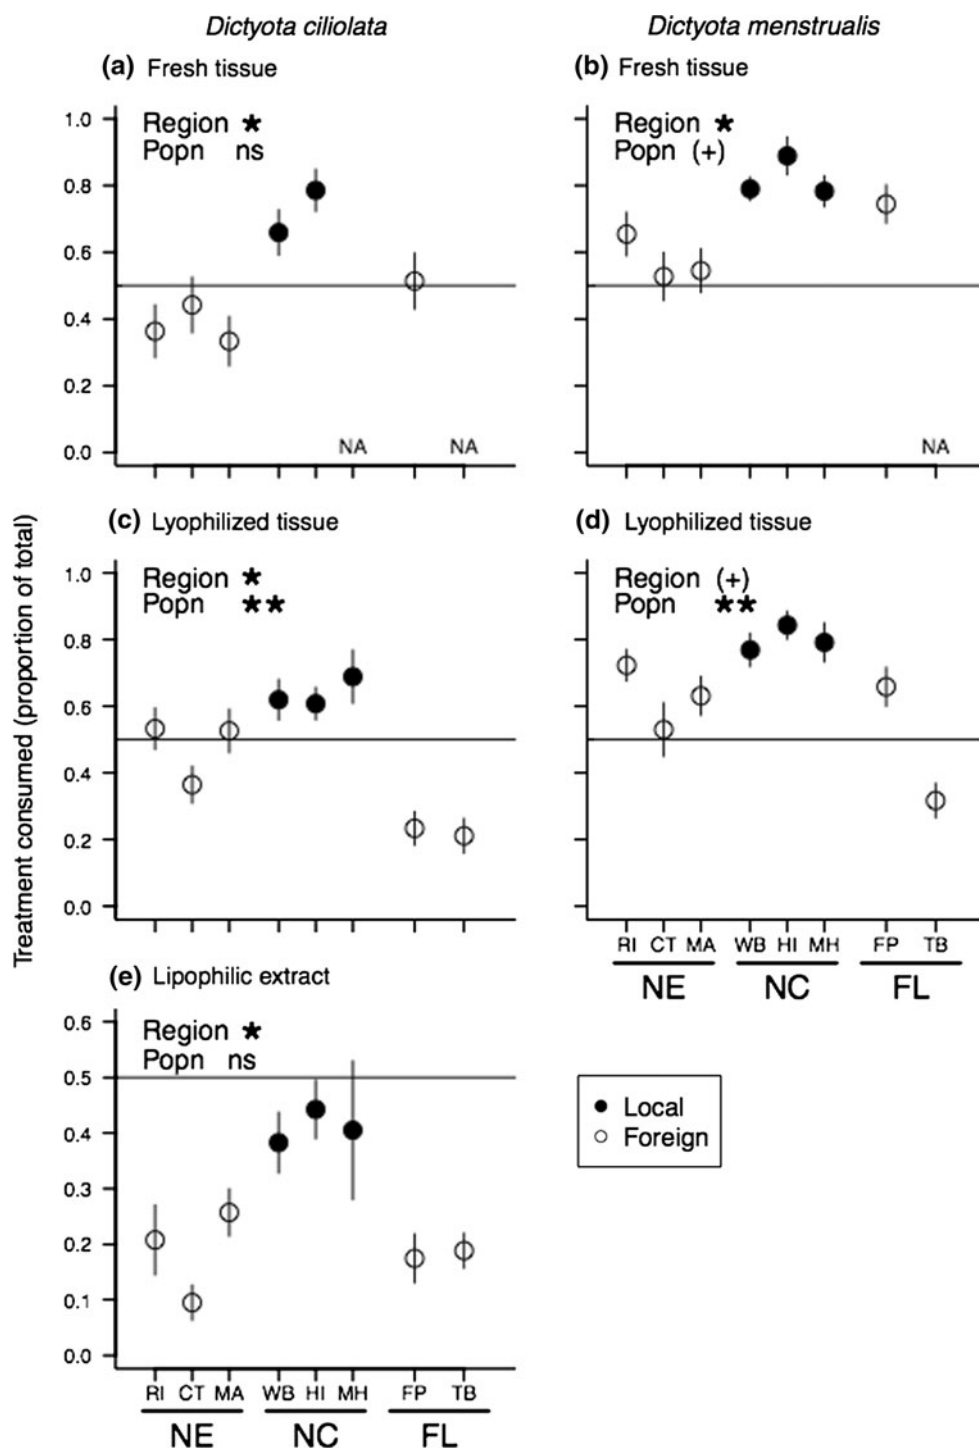 Dictyota ciliolata
Dictyota menstrualis
(a) Fresh tissue
(b) Fresh tissue
1.0
0.8
0.6
0.4
0.2
0.0
Region ★
Popn ns
NA
NA
Region ★
Popn (+)
NA
(c) Lyophilized tissue
(d) Lyophilized tissue
1.0
0.8
0.6
0.4
0.2
0.0
Region ★
Popn ★★
Region (+)
Popn ★★
RI CT MA WB HI MH FP TB
NE NC FL
Treatment consumed (proportion of total)
(e) Lipophilic extract
0.6
0.5
0.4
0.3
0.2
0.1
0.0
Region ★
Popn ns
RI CT MA WB HI MH FP TB
NE NC FL
Local
Foreign